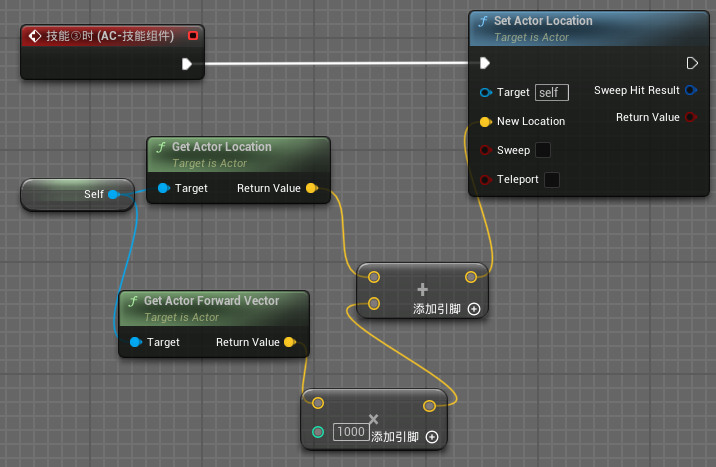 技能③时 (AC-技能组件)
Set Actor Location
Target is Actor
Target self
Sweep Hit Result
New Location
Return Value
Sweep
Teleport
Get Actor Location
Target is Actor
Target
Return Value
Self
Get Actor Forward Vector
Target is Actor
Target
Return Value
+
添加引脚
×
1000
添加引脚